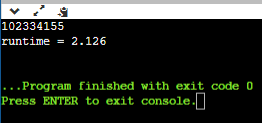 102334155
runtime = 2.126
...Program finished with exit code 0
Press ENTER to exit console.